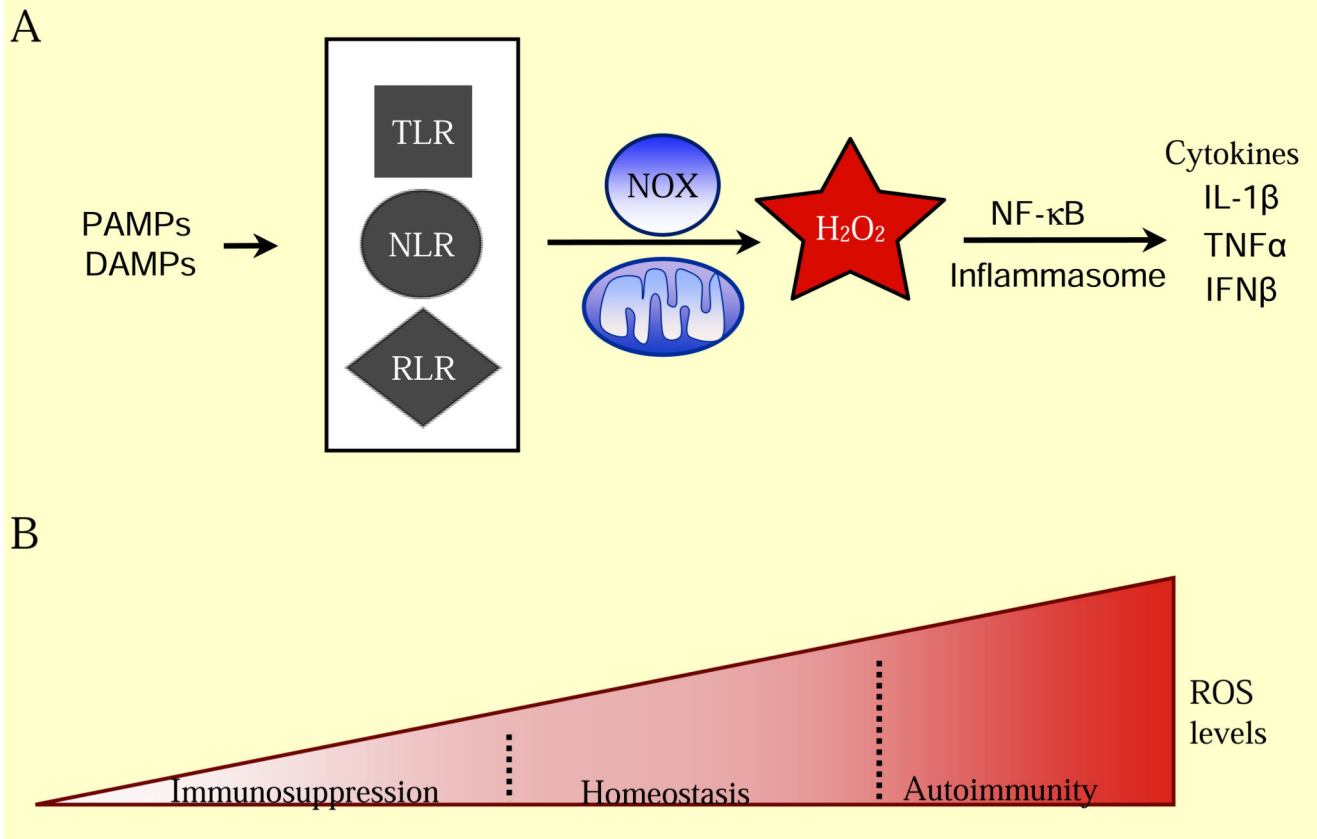 A
TLR
NLR
RLR
PAMPs
DAMPs
NOX
H₂O₂
NF-κB
Inflammasome
Cytokines
IL-1β
TNFα
IFNβ
B
ROS
levels
Immunosuppression
Homeostasis
Autoimmunity